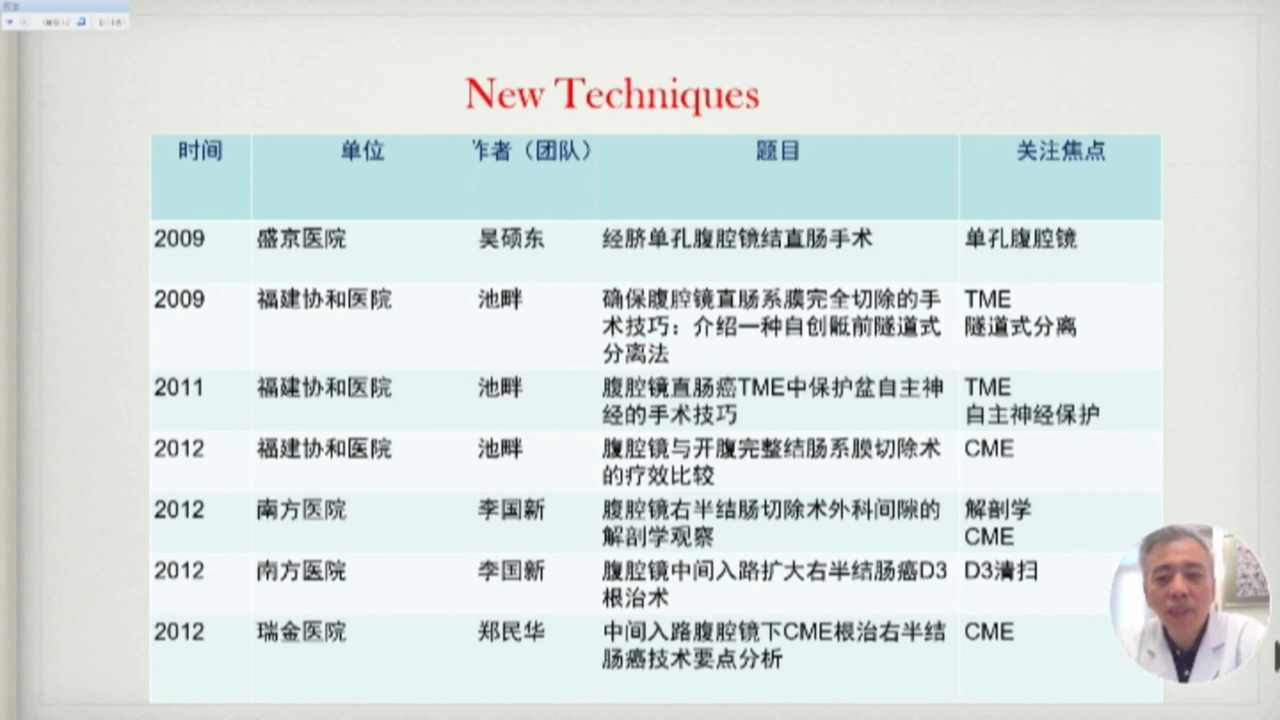 New Techniques
时间 单位 作者（团队） 题目 关注焦点
2009 盛京医院 吴硕东 经脐单孔腹腔镜结直肠手术 单孔腹腔镜
2009 福建协和医院 池畔 确保腹腔镜直肠系膜完全切除的手 TME
术技巧：介绍一种自创骶前隧道式 隧道式分离
分离法
2011 福建协和医院 池畔 腹腔镜直肠癌TME中保护盆自主神 TME
经的手术技巧 自主神经保护
2012 福建协和医院 池畔 腹腔镜与开腹完整结肠系膜切除术 CME
的疗效比较
2012 南方医院 李国新 腹腔镜右半结肠切除术外科间隙的 解剖学
解剖学观察 CME
2012 南方医院 李国新 腹腔镜中间入路扩大右半结肠癌D3 D3清扫
根治术
2012 瑞金医院 郑民华 中间入路腹腔镜下CME根治右半结 CME
肠癌技术要点分析